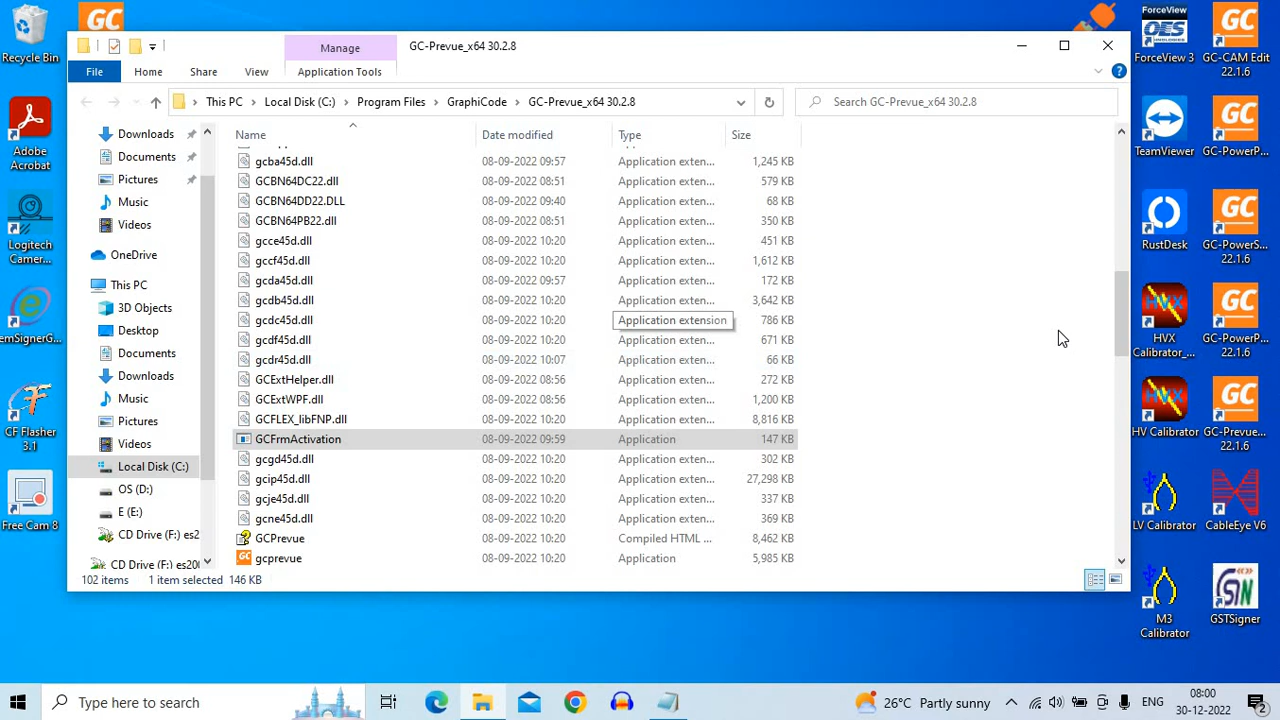 Manage
GC-Prevue_x64 30.2.8
File
Home
Share
View
Application Tools
This PC
Local Disk (C:)
Program Files
GraphiCode
GC-Prevue_x64 30.2.8
Search GC-Prevue_x64 30.2.8
Name
Date modified
Type
Size
gcba45d.dll 08-09-2022 09:57 Application exten... 1,245 KB
GCBN64DC22.dll 08-09-2022 08:51 Application exten... 579 KB
GCBN64DD22.DLL 08-09-2022 09:40 Application exten... 68 KB
GCBN64PB22.dll 08-09-2022 08:51 Application exten... 350 KB
gcce45d.dll 08-09-2022 10:20 Application exten... 451 KB
gccf45d.dll 08-09-2022 10:20 Application exten... 1,612 KB
gcda45d.dll 08-09-2022 09:57 Application exten... 172 KB
gcdb45d.dll 08-09-2022 10:20 Application exten... 3,642 KB
gcdc45d.dll 08-09-2022 10:20 Application extension 786 KB
gcdf45d.dll 08-09-2022 10:20 Application exten... 671 KB
gcdr45d.dll 08-09-2022 10:07 Application exten... 66 KB
GCExtHelper.dll 08-09-2022 08:56 Application exten... 272 KB
GCExtWPF.dll 08-09-2022 08:56 Application exten... 1,200 KB
GCFLEX_libFNP.dll 08-09-2022 10:20 Application exten... 8,816 KB
GCFrmActivation 08-09-2022 09:59 Application 147 KB
gcgd45d.dll 08-09-2022 10:20 Application exten... 302 KB
gcip45d.dll 08-09-2022 10:20 Application exten... 27,298 KB
gcje45d.dll 08-09-2022 10:20 Application exten... 337 KB
gcne45d.dll 08-09-2022 10:20 Application exten... 369 KB
GCPrevue 08-09-2022 10:20 Compiled HTML ... 8,462 KB
gcprevue 08-09-2022 10:20 Application 5,985 KB
Downloads
Documents
Pictures
Music
Videos
OneDrive
This PC
3D Objects
Desktop
Documents
Downloads
Music
Pictures
Videos
Local Disk (C:)
OS (D:)
E (E:)
CD Drive (F:) es20
CD Drive (F:) es200
102 items
1 item selected 146 KB
Recycle Bin
GC
Adobe
Acrobat
Logitech
Camer...
emSignerG...
CF Flasher
3.1
Free Cam 8
ForceView
OES
ForceView 3
TeamViewer
RustDesk
HVX
HVX
Calibrator_...
HV Calibrator
LV Calibrator
M3
Calibrator
GC
GC-CAM Edit
22.1.6
GC
GC-PowerP...
GC
GC-PowerS...
22.1.6
GC
GC-PowerP...
22.1.6
GC
GC-Prevue...
22.1.6
CableEye W...
GSTSigner
Type here to search
26°C Partly sunny
ENG
08:00
30-12-2022
2